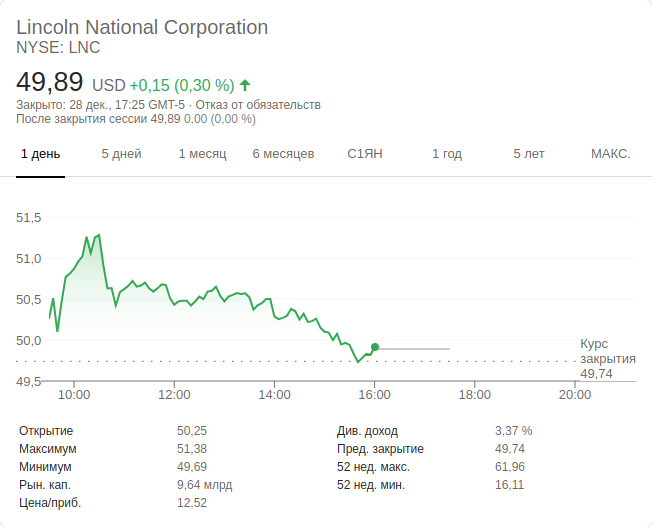 Lincoln National Corporation
NYSE: LNC
49,89 USD +0,15 (0,30 %)
Закрыто: 28 дек., 17:25 GMT-5 · Отказ от обязательств
После закрытия сессии 49,89 0,00 (0,00 %)
1 день 5 дней 1 месяц 6 месяцев С1ЯН 1 год 5 лет МАКС.
51,5
51,0
50,5
50,0
Курс
закрытия
49,74
49,5
10:00 12:00 14:00 16:00 18:00 20:00
Открытие 50,25 Див. доход 3,37 %
Максимум 51,38 Пред. закрытие 49,74
Минимум 49,69 52 нед. макс. 61,96
Рын. кап. 9,64 млрд 52 нед. мин. 16,11
Цена/приб. 12,52